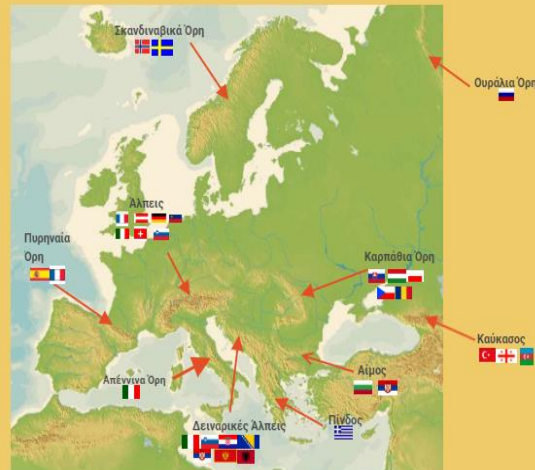 Σκανδιναβικά Όρη
Ουράλια Όρη
Άλπεις
Πυρηναία
Όρη
Καρπάθια Όρη
Καύκασος
Απέννινα Όρη
Αίμος
Δειναρικές Άλπεις
Πίνδος